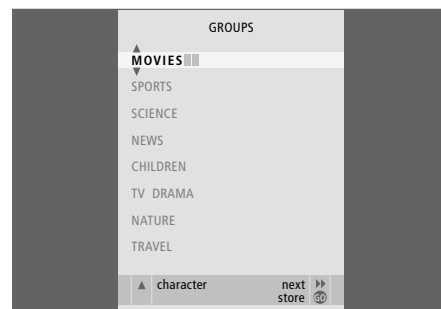 GROUPS
MOVIES
SPORTS
SCIENCE
NEWS
CHILDREN
TV DRAMA
NATURE
TRAVEL
character next
store GO